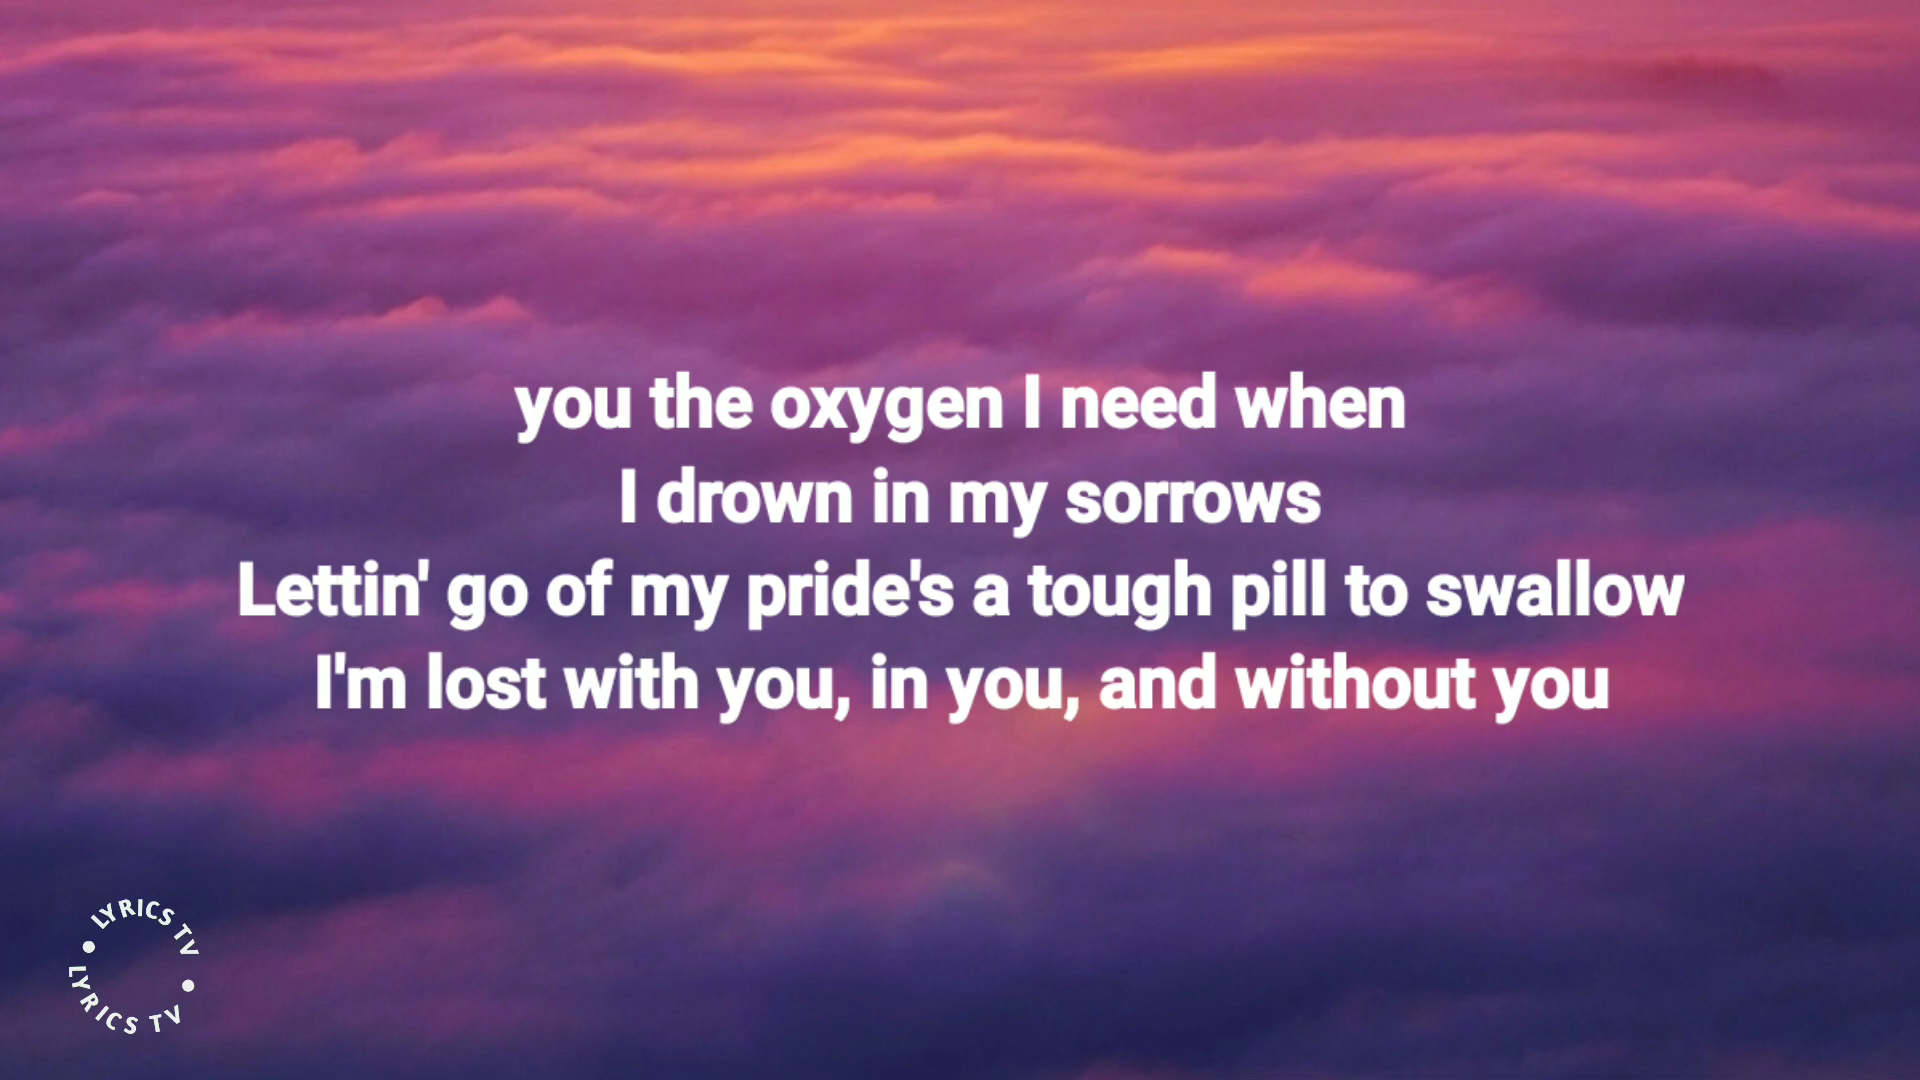 you the oxygen I need when
I drown in my sorrows
Lettin' go of my pride's a tough pill to swallow
I'm lost with you, in you, and without you
LYRICS TV
LYRICS TV